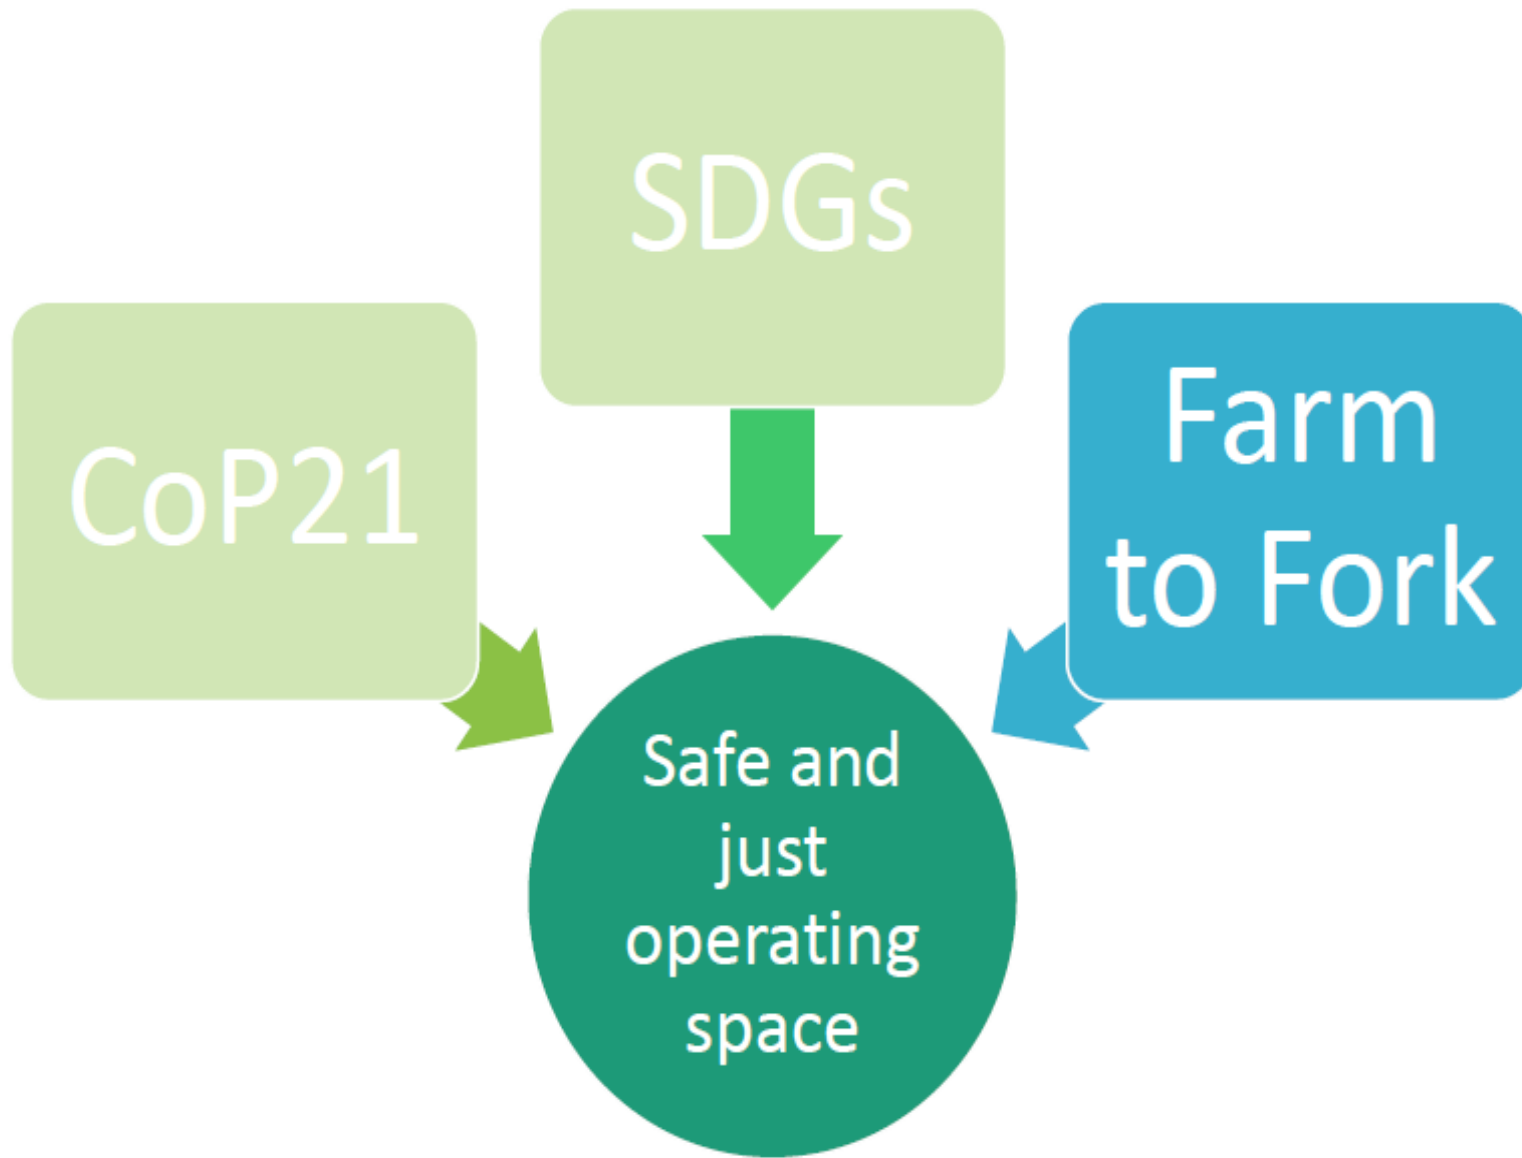 SDGs
CoP21
Farm
to Fork
Safe and
just
operating
space